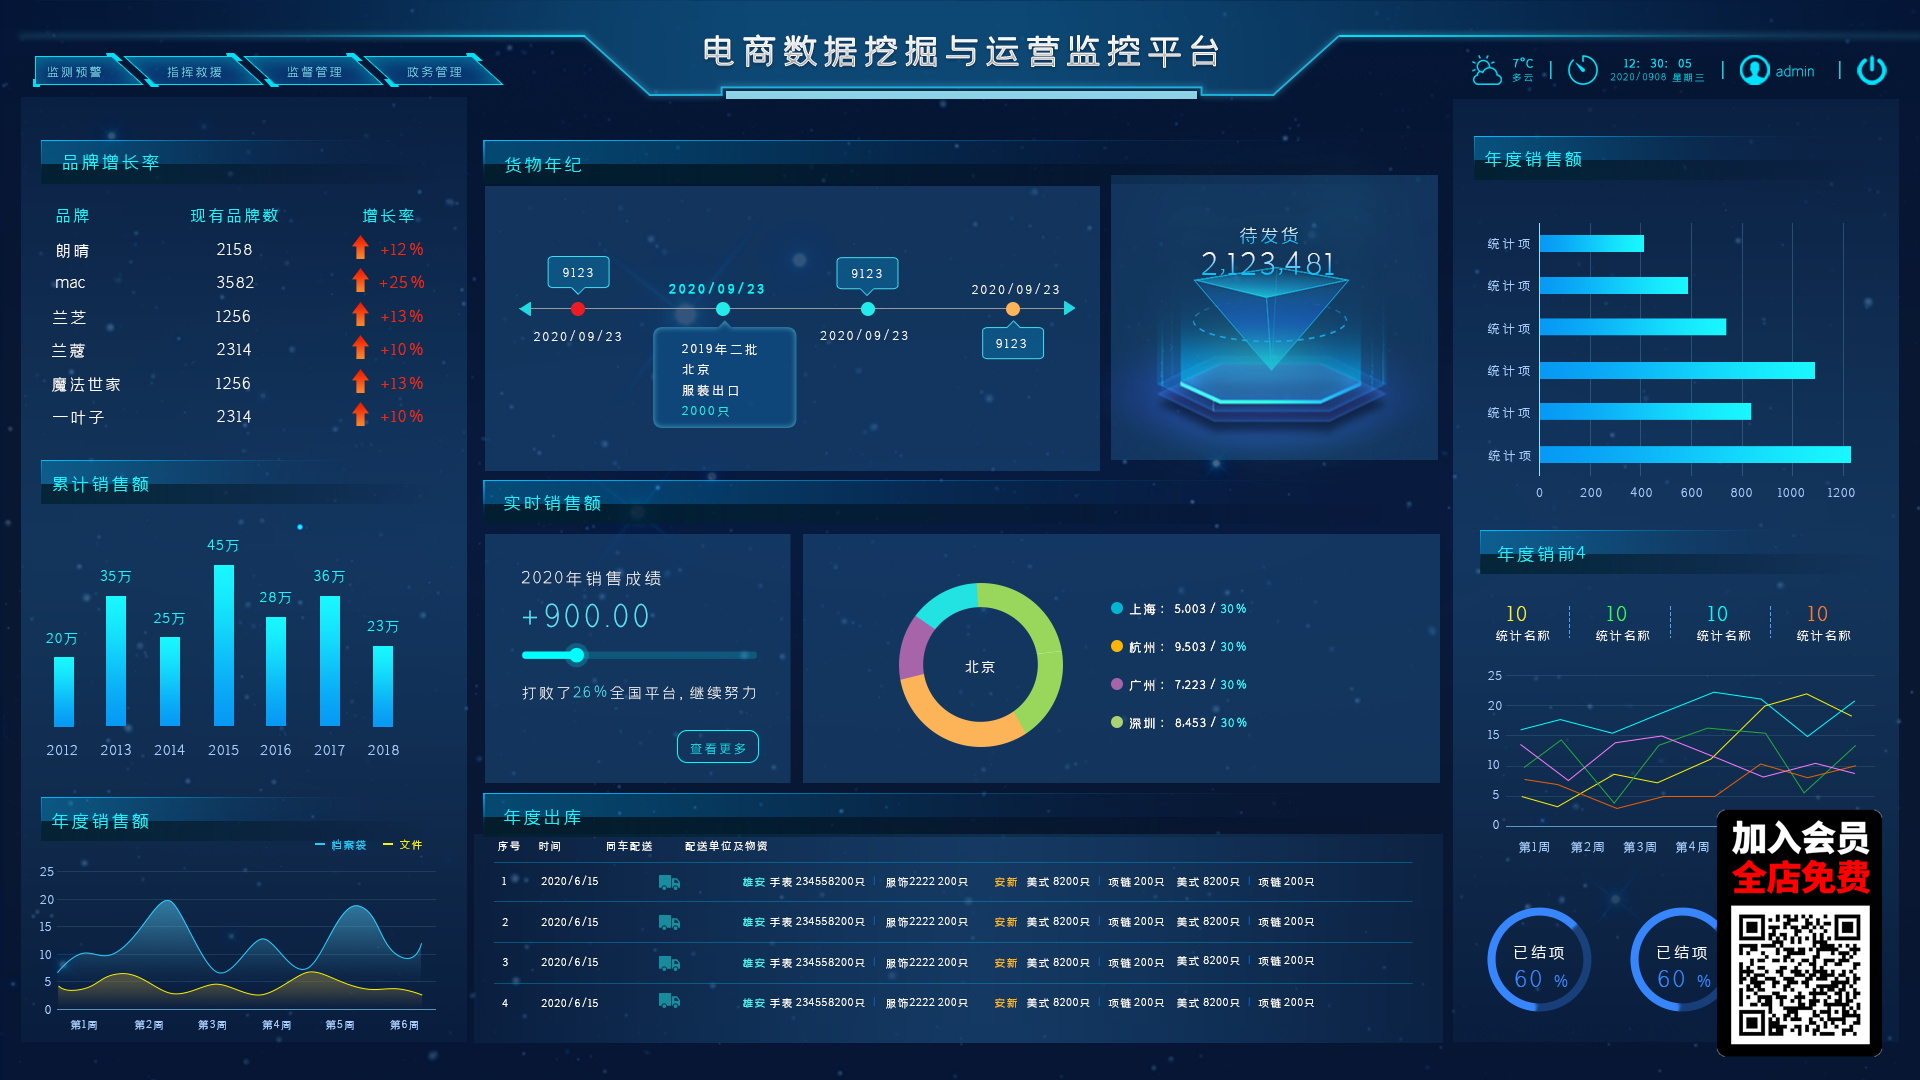 电商数据挖掘与运营监控平台
监测预警
指挥救援
监督管理
政务管理
7°C
多云
12: 30: 05
2020/0908 星期三
admin
品牌增长率
品牌 现有品牌数 增长率
朗晴 2158 +12%
mac 3582 +25%
兰芝 1256 +13%
兰蔻 2314 +10%
魔法世家 1256 +13%
一叶子 2314 +10%
累计销售额
20万
35万
25万
45万
28万
36万
23万
2012 2013 2014 2015 2016 2017 2018
年度销售额
档案袋 文件
25
20
15
10
5
0
第1周 第2周 第3周 第4周 第5周 第6周
货物年纪
9123
2020/09/23
2020/09/23
2019年二批
北京
服装出口
2000只
9123
2020/09/23
2020/09/23
9123
待发货
2,123,481
实时销售额
2020年销售成绩
+900.00
打败了26%全国平台,继续努力
查看更多
北京
上海: 5.003 / 30%
杭州: 9.503 / 30%
广州: 7.223 / 30%
深圳: 8.453 / 30%
年度出库
序号 时间 同车配送 配送单位及物资
1 2020/6/15 雄安 手表 234558200只 服饰2222 200只 安新 美式 8200只 项链 200只 美式 8200只 项链 200只
2 2020/6/15 雄安 手表 234558200只 服饰2222 200只 安新 美式 8200只 项链 200只 美式 8200只 项链 200只
3 2020/6/15 雄安 手表 234558200只 服饰2222 200只 安新 美式 8200只 项链 200只 美式 8200只 项链 200只
4 2020/6/15 雄安 手表 234558200只 服饰2222 200只 安新 美式 8200只 项链 200只 美式 8200只 项链 200只
年度销售额
统计项
统计项
统计项
统计项
统计项
统计项
0 200 400 600 800 1000 1200
年度销前4
10 10 10 10
统计名称 统计名称 统计名称 统计名称
25
20
15
10
5
0
第1周 第2周 第3周 第4周
已结项
60 %
已结项
60 %
加入会员
全店免费